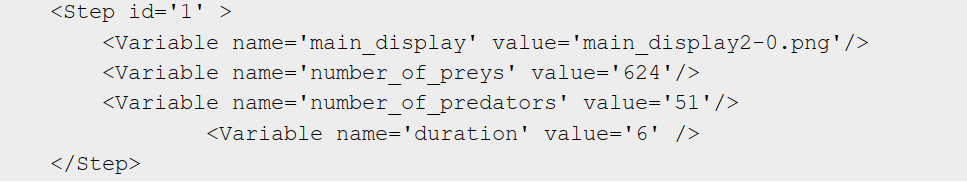 <Step id='1' >
<Variable name='main_display' value='main_display2-0.png'/>
<Variable name='number_of_preys' value='624'/>
<Variable name='number_of_predators' value='51'/>
<Variable name='duration' value='6' />
</Step>